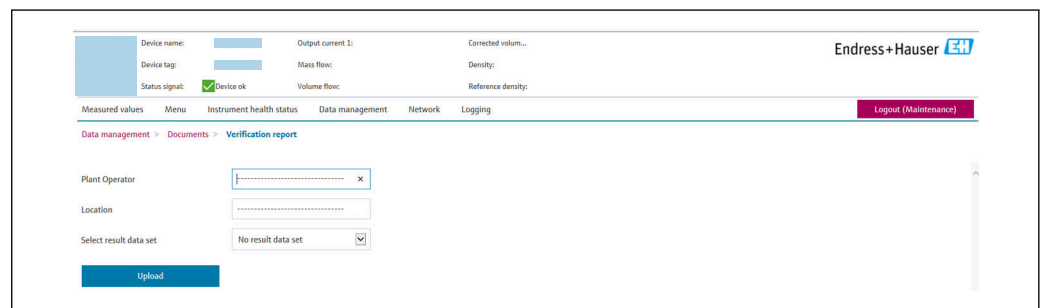 Device name: Output current 1: Corrected volum...
Endress+Hauser EH
Device tag: Mass flow: Density:
Status signal: Device ok Volume flow: Reference density:
Measured values Menu Instrument health status Data management Network Logging Logout (Maintenance)
Data management > Documents > Verification report
Plant Operator -------------------------------- ×
Location --------------------------------
Select result data set No result data set
Upload